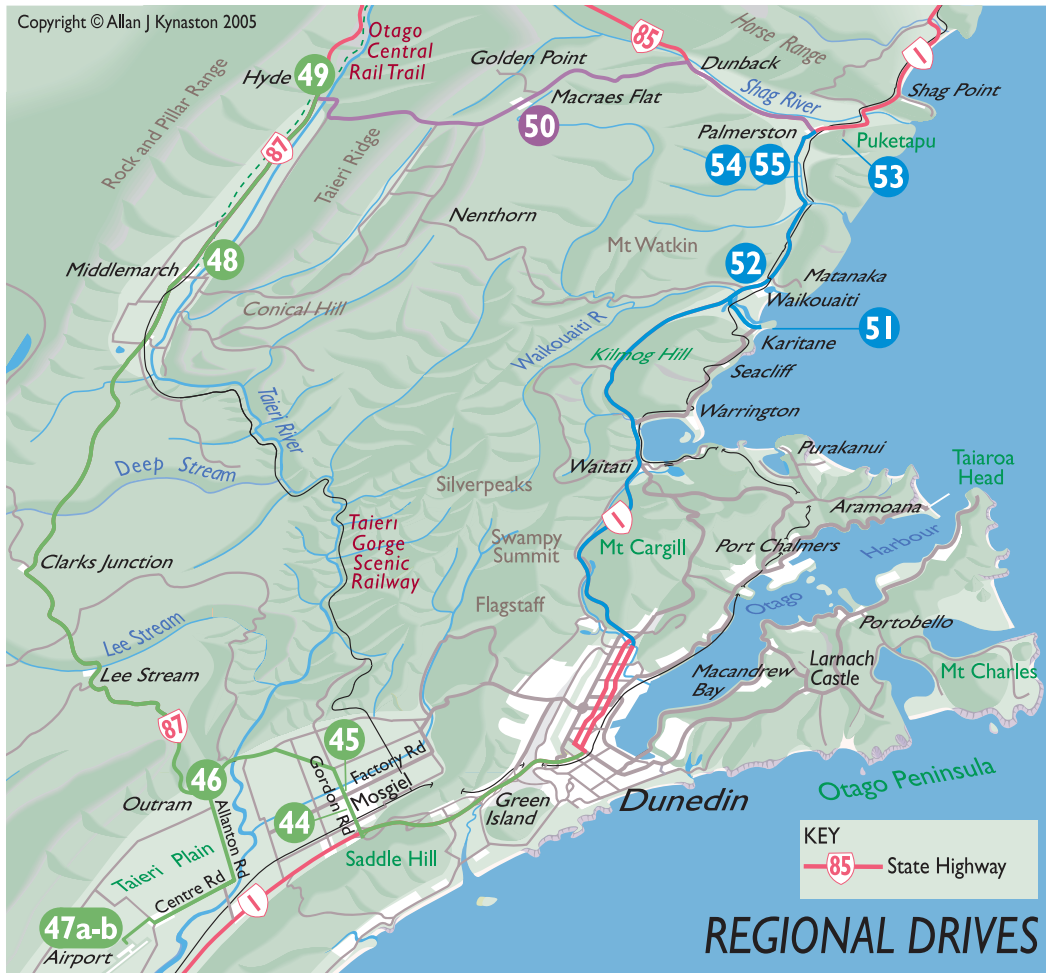 Copyright © Allan J Kynaston 2005
Otago
Central
Rail Trail
85
Horse Range
1
Golden Point
Dunback
Hyde
49
Shag River
Shag Point
Macraes Flat
50
Rock and Pillar Range
Palmerston
Puketapu
87
Taieri Ridge
54
55
53
Nenthorn
Mt Watkin
48
52
Middlemarch
Matanaka
Waikouaiti
Conical Hill
Waikouaiti R
51
Karitane
Kilmog Hill
Seacliff
Taieri River
Warrington
Purakanui
Deep Stream
Waitati
Taiaroa
Head
Silverpeaks
Aramoana
Taieri
Gorge
Scenic
Railway
1
Swampy
Summit
Mt Cargill
Port Chalmers
Harbour
Clarks Junction
Flagstaff
Otago
Lee Stream
Portobello
Lee Stream
Macandrew
Bay
Larnach
Castle
Mt Charles
87
45
46
Factory Rd
Gordon Rd
Mosgiel
Otago Peninsula
Outram
Allanton Rd
44
Green
Island
Dunedin
Taieri Plain
Saddle Hill
KEY
85
State Highway
Centre Rd
1
47a-b
Airport
REGIONAL DRIVES